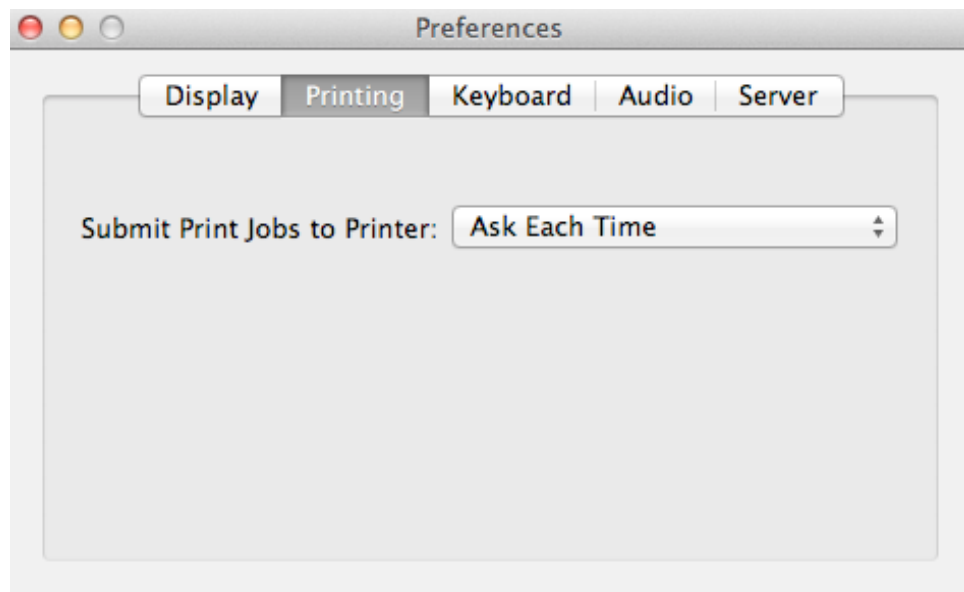 Preferences
Display Printing Keyboard Audio Server
Submit Print Jobs to Printer: Ask Each Time